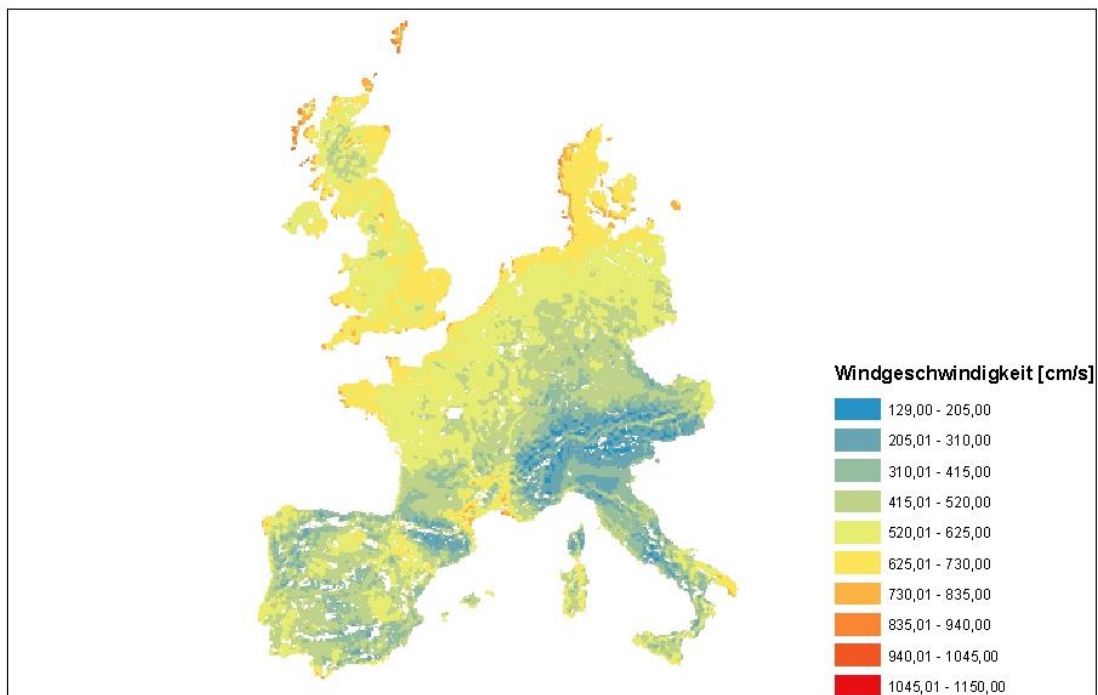 Windgeschwindigkeit [cm/s]
129,00 - 205,00
205,01 - 310,00
310,01 - 415,00
415,01 - 520,00
520,01 - 625,00
625,01 - 730,00
730,01 - 835,00
835,01 - 940,00
940,01 - 1045,00
1045,01 - 1150,00